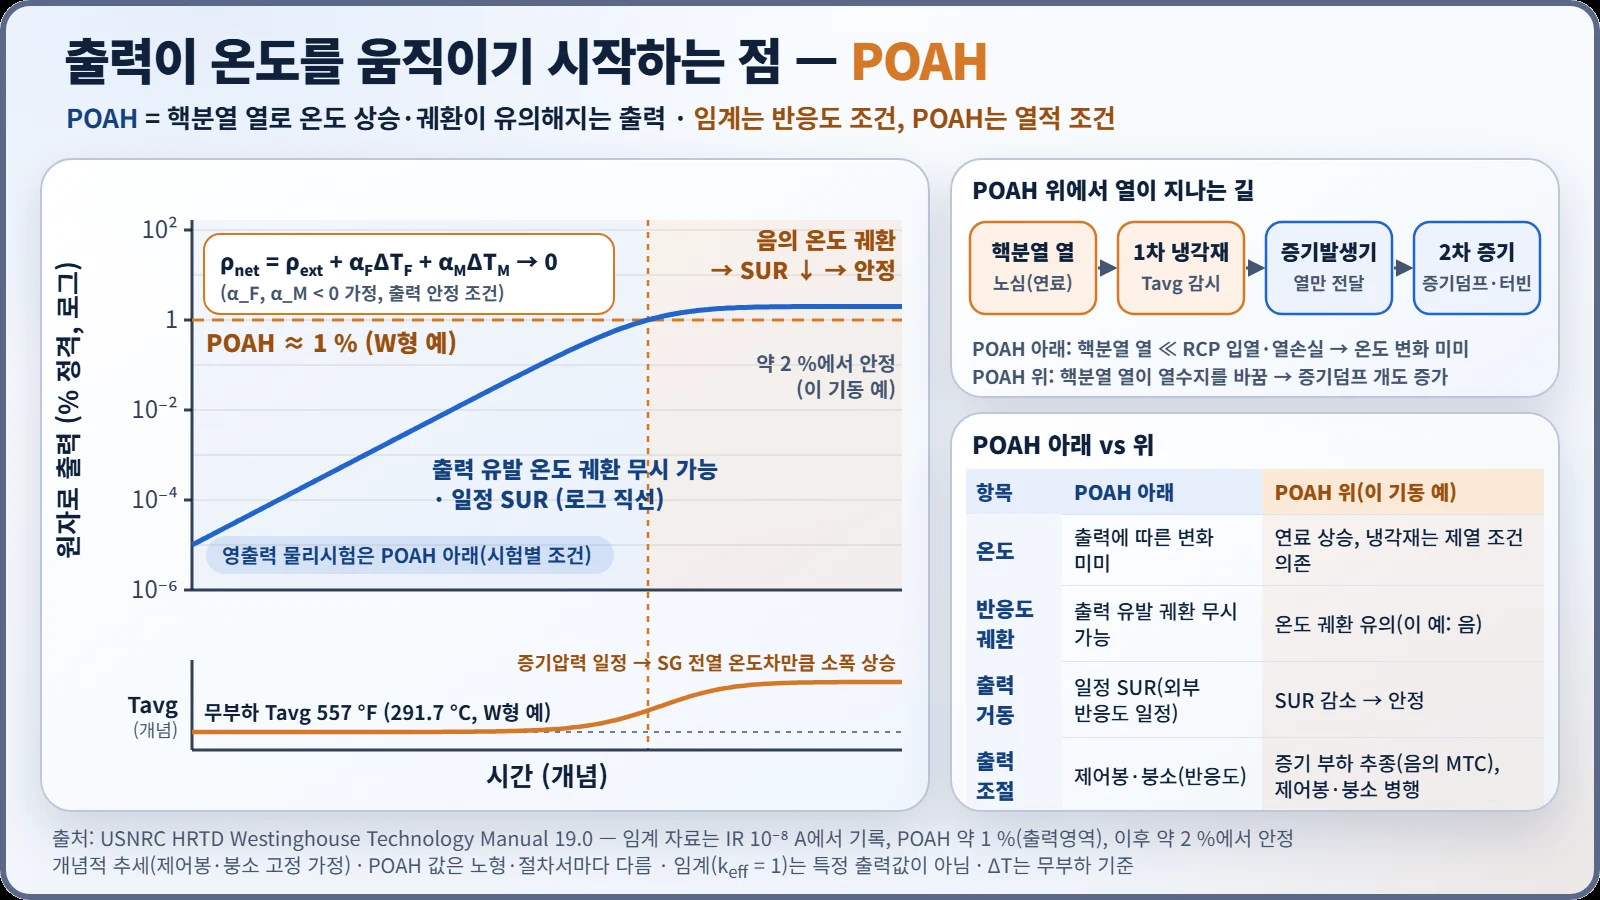 출력이 온도를 움직이기 시작하는 점 — POAH
POAH = 핵분열 열로 온도 상승·궤환이 유의해지는 출력 · 임계는 반응도 조건, POAH는 열적 조건
원자로 출력 (% 정격, 로그)
10²
1
10⁻²
10⁻⁴
10⁻⁶
ρnet = ρext + αFΔTF + αMΔTM → 0
(α_F, α_M < 0 가정, 출력 안정 조건)
음의 온도 궤환
→ SUR ↓ → 안정
POAH ≈ 1 % (W형 예)
약 2 %에서 안정
(이 기동 예)
출력 유발 온도 궤환 무시 가능
· 일정 SUR (로그 직선)
영출력 물리시험은 POAH 아래(시험별 조건)
증기압력 일정 → SG 전열 온도차만큼 소폭 상승
Tavg
(개념)
무부하 Tavg 557 °F (291.7 °C, W형 예)
시간 (개념)
POAH 위에서 열이 지나는 길
핵분열 열
노심(연료)
1차 냉각재
Tavg 감시
증기발생기
열만 전달
2차 증기
증기덤프·터빈
POAH 아래: 핵분열 열 ≪ RCP 입열·열손실 → 온도 변화 미미
POAH 위: 핵분열 열이 열수지를 바꿈 → 증기덤프 개도 증가
POAH 아래 vs 위
항목
POAH 아래
POAH 위(이 기동 예)
온도
출력에 따른 변화
미미
연료 상승, 냉각재는 제열 조건
의존
반응도
궤환
출력 유발 궤환 무시
가능
온도 궤환 유의(이 예: 음)
출력
거동
일정 SUR(외부
반응도 일정)
SUR 감소 → 안정
출력
조절
제어봉·붕소(반응도)
증기 부하 추종(음의 MTC),
제어봉·붕소 병행
출처: USNRC HRTD Westinghouse Technology Manual 19.0 — 임계 자료는 IR 10⁻⁸ A에서 기록, POAH 약 1 %(출력영역), 이후 약 2 %에서 안정
개념적 추세(제어봉·붕소 고정 가정) · POAH 값은 노형·절차서마다 다름 · 임계(keff = 1)는 특정 출력값이 아님 · ΔT는 무부하 기준